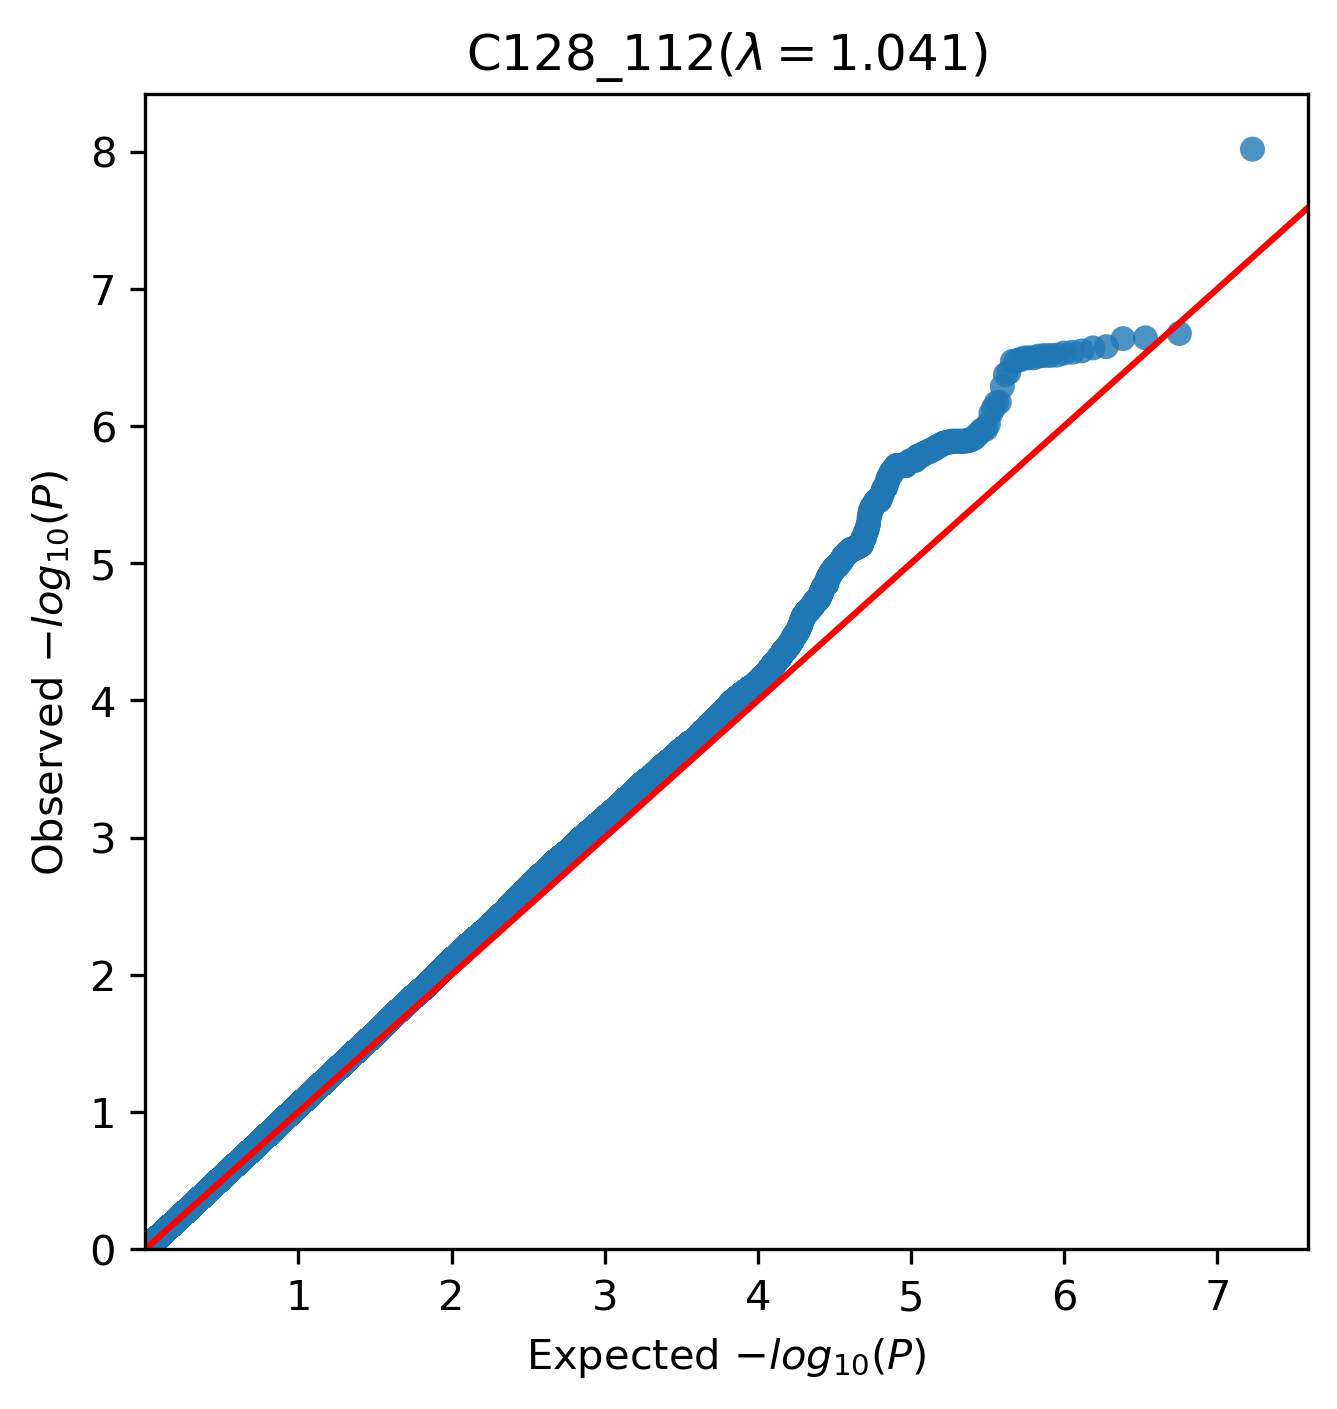 C128_112(λ = 1.041)
Observed −log₁₀(P)
8
7
6
5
4
3
2
1
0
1 2 3 4 5 6 7
Expected −log₁₀(P)